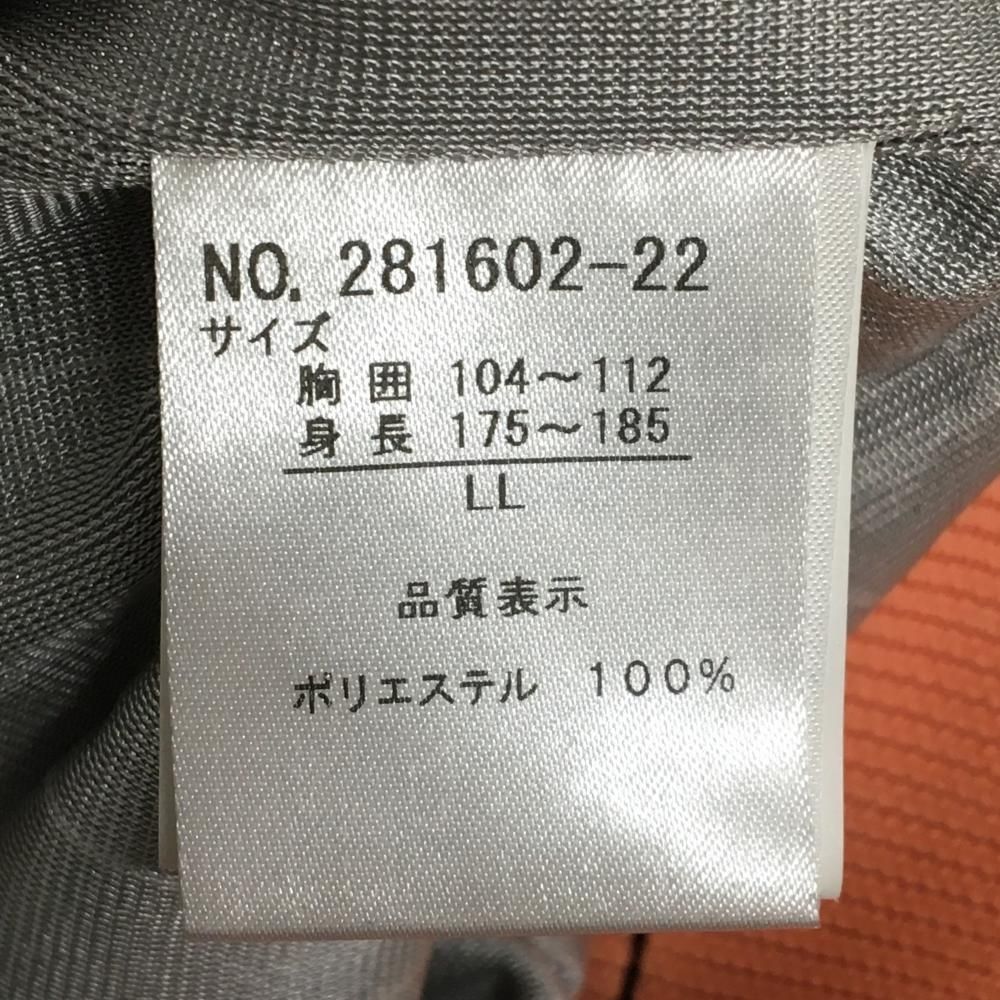 NO. 281602-22
サイズ
胸囲 104～112
身長 175～185
LL
品質表示
ポリエステル 100%